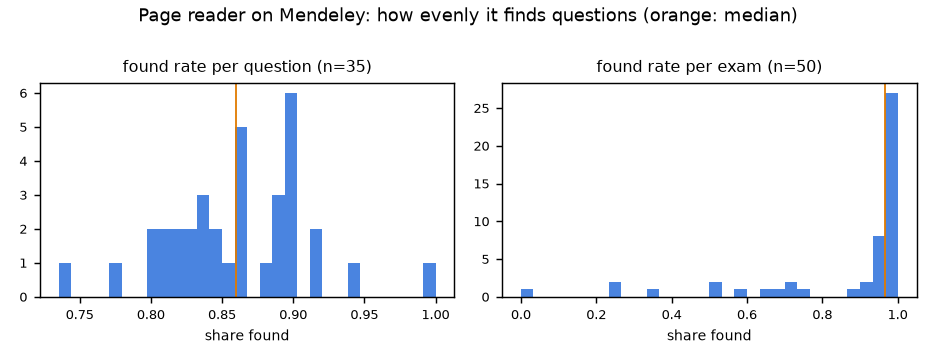 Page reader on Mendeley: how evenly it finds questions (orange: median)
found rate per question (n=35)
6
5
4
3
2
1
0
0.75 0.80 0.85 0.90 0.95 1.00
share found
found rate per exam (n=50)
25
20
15
10
5
0
0.0 0.2 0.4 0.6 0.8 1.0
share found